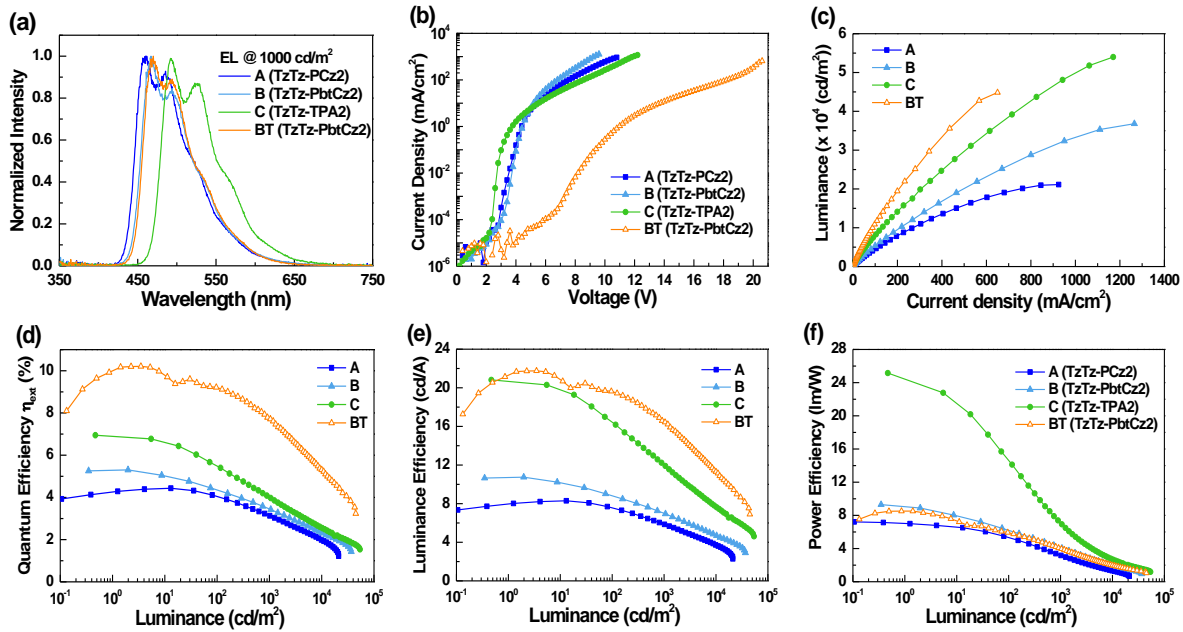 (a)
EL @ 1000 cd/m²
A (TzTz-PCz2)
B (TzTz-PbtCz2)
C (TzTz-TPA2)
BT (TzTz-PbtCz2)
Normalized Intensity
1.0
0.8
0.6
0.4
0.2
0.0
350 450 550 650 750
Wavelength (nm)
(b)
A (TzTz-PCz2)
B (TzTz-PbtCz2)
C (TzTz-TPA2)
BT (TzTz-PbtCz2)
Current Density (mA/cm²)
10⁴
10²
10⁰
10⁻²
10⁻⁴
10⁻⁶
0 2 4 6 8 10 12 14 16 18 20
Voltage (V)
(c)
A
B
C
BT
Luminance (x 10⁴ (cd/m²))
6
5
4
3
2
1
0
0 200 400 600 800 1000 1200 1400
Current density (mA/cm²)
(d)
A
B
C
BT
Quantum Efficiency ηext (%)
10
8
6
4
2
0
10⁻¹ 10⁰ 10¹ 10² 10³ 10⁴ 10⁵
Luminance (cd/m²)
(e)
A
B
C
BT
Luminance Efficiency (cd/A)
24
20
16
12
8
4
0
10⁻¹ 10⁰ 10¹ 10² 10³ 10⁴ 10⁵
Luminance (cd/m²)
(f)
A (TzTz-PCz2)
B (TzTz-PbtCz2)
C (TzTz-TPA2)
BT (TzTz-PbtCz2)
Power Efficiency (lm/W)
28
24
20
16
12
8
4
0
10⁻¹ 10⁰ 10¹ 10² 10³ 10⁴ 10⁵
Luminance (cd/m²)